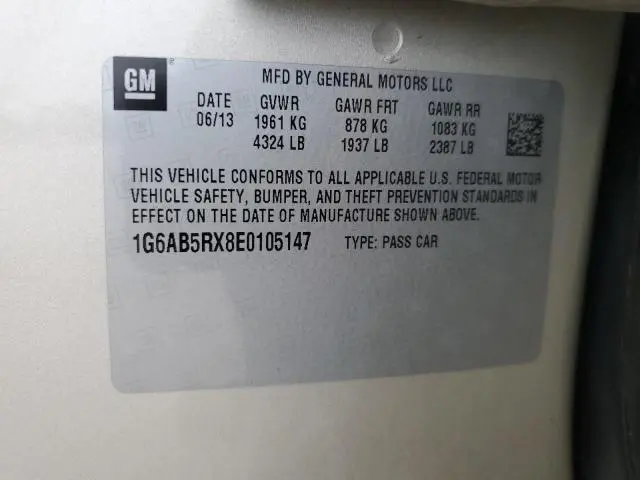 GM
MFD BY GENERAL MOTORS LLC
DATE GVWR GAWR FRT GAWR RR
06/13 1961 KG 878 KG 1083 KG
4324 LB 1937 LB 2387 LB
THIS VEHICLE CONFORMS TO ALL APPLICABLE U.S. FEDERAL MOTOR
VEHICLE SAFETY, BUMPER, AND THEFT PREVENTION STANDARDS IN
EFFECT ON THE DATE OF MANUFACTURE SHOWN ABOVE.
1G6AB5RX8E0105147 TYPE: PASS CAR